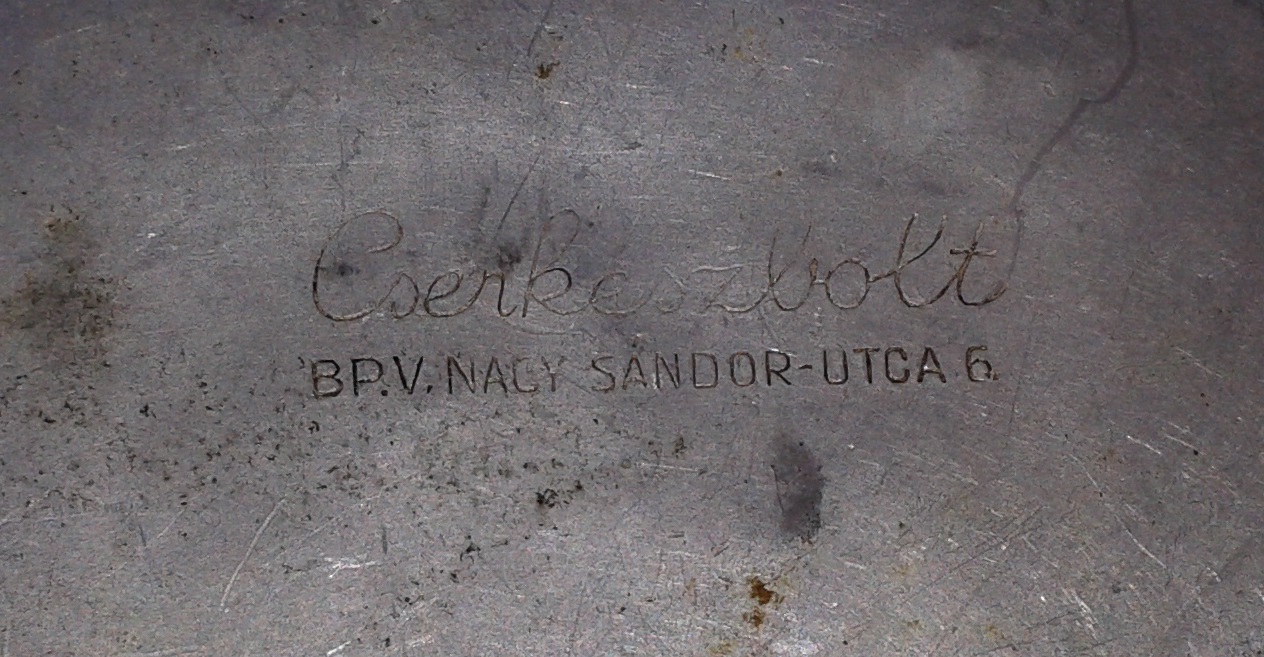 Cserkészbolt
BP. V. NAGY SÁNDOR-UTCA 6.